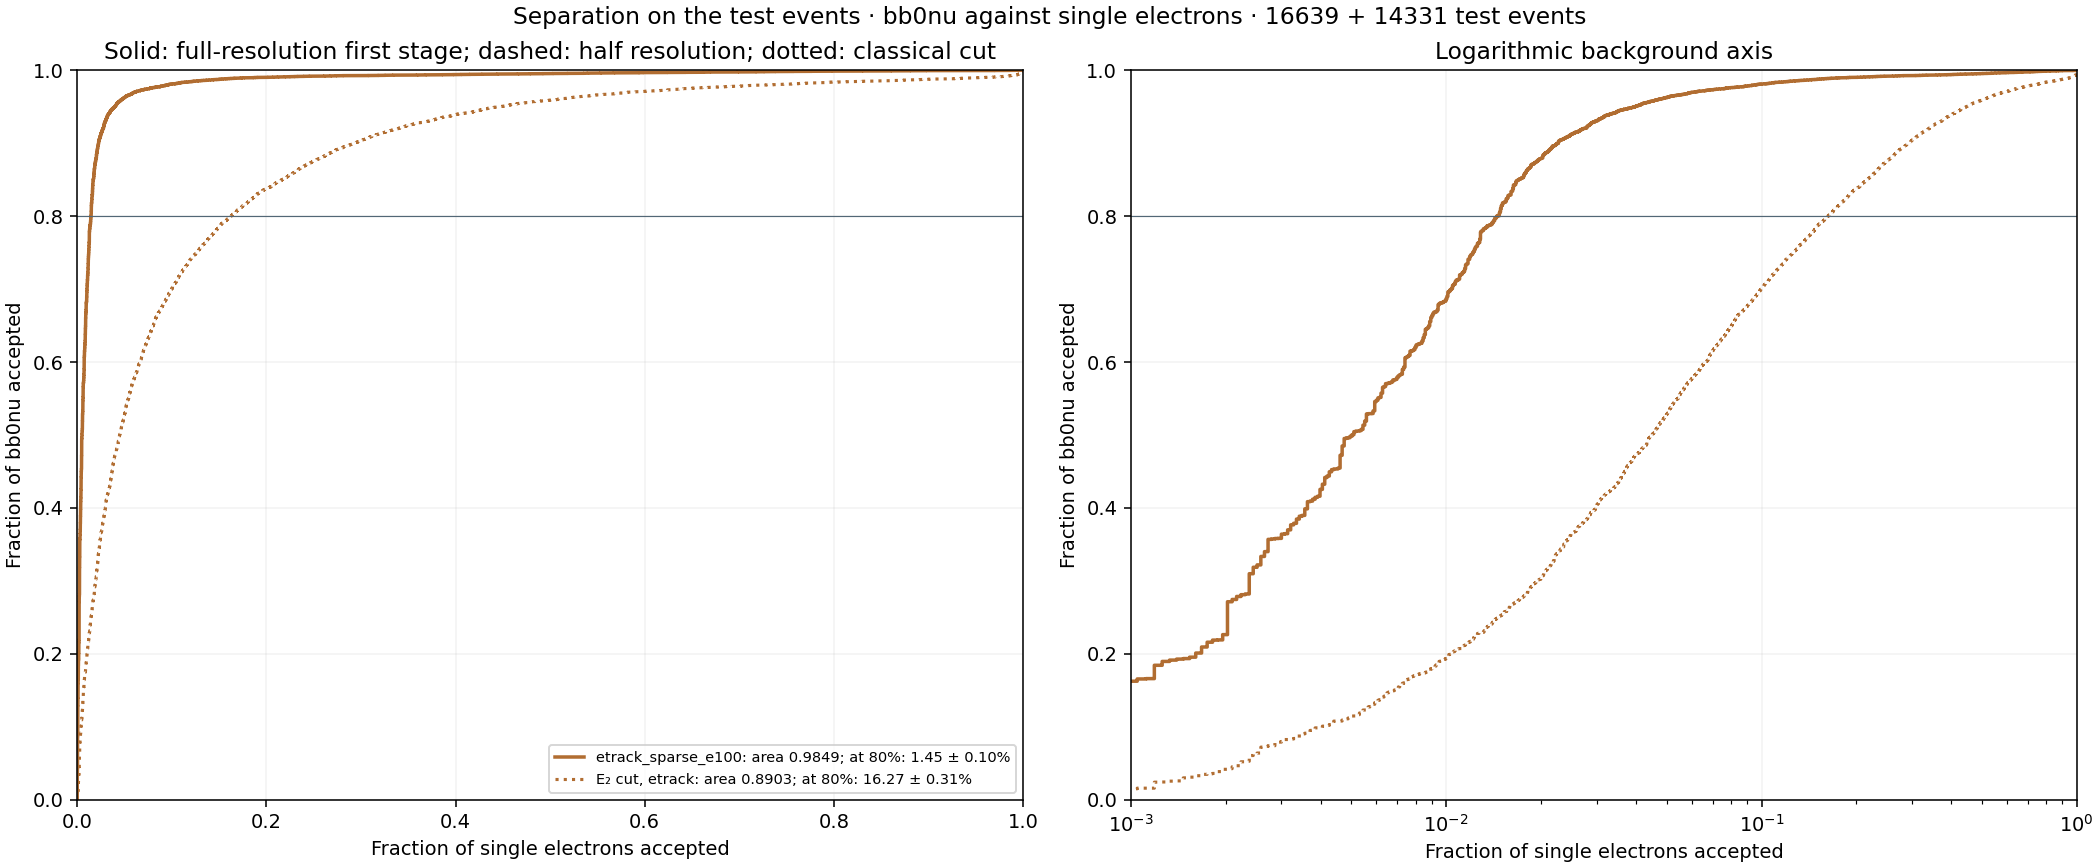 Separation on the test events · bb0nu against single electrons · 16639 + 14331 test events
Solid: full-resolution first stage; dashed: half resolution; dotted: classical cut
Fraction of bb0nu accepted
1.0
0.8
0.6
0.4
0.2
0.0
etrack_sparse_e100: area 0.9849; at 80%: 1.45 ± 0.10%
E₂ cut, etrack: area 0.8903; at 80%: 16.27 ± 0.31%
0.0 0.2 0.4 0.6 0.8 1.0
Fraction of single electrons accepted
Logarithmic background axis
Fraction of bb0nu accepted
1.0
0.8
0.6
0.4
0.2
0.0
10⁻³ 10⁻² 10⁻¹ 10⁰
Fraction of single electrons accepted